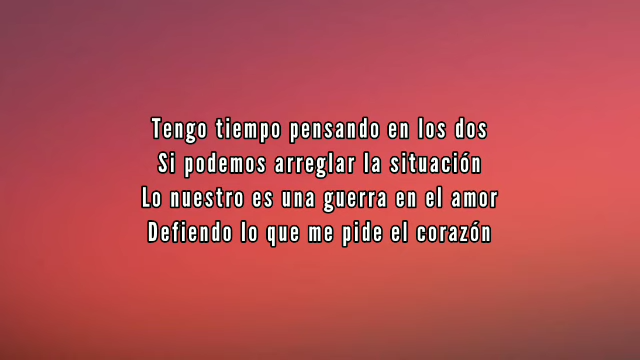 Tengo tiempo pensando en los dos
Si podemos arreglar la situación
Lo nuestro es una guerra en el amor
Defiendo lo que me pide el corazón